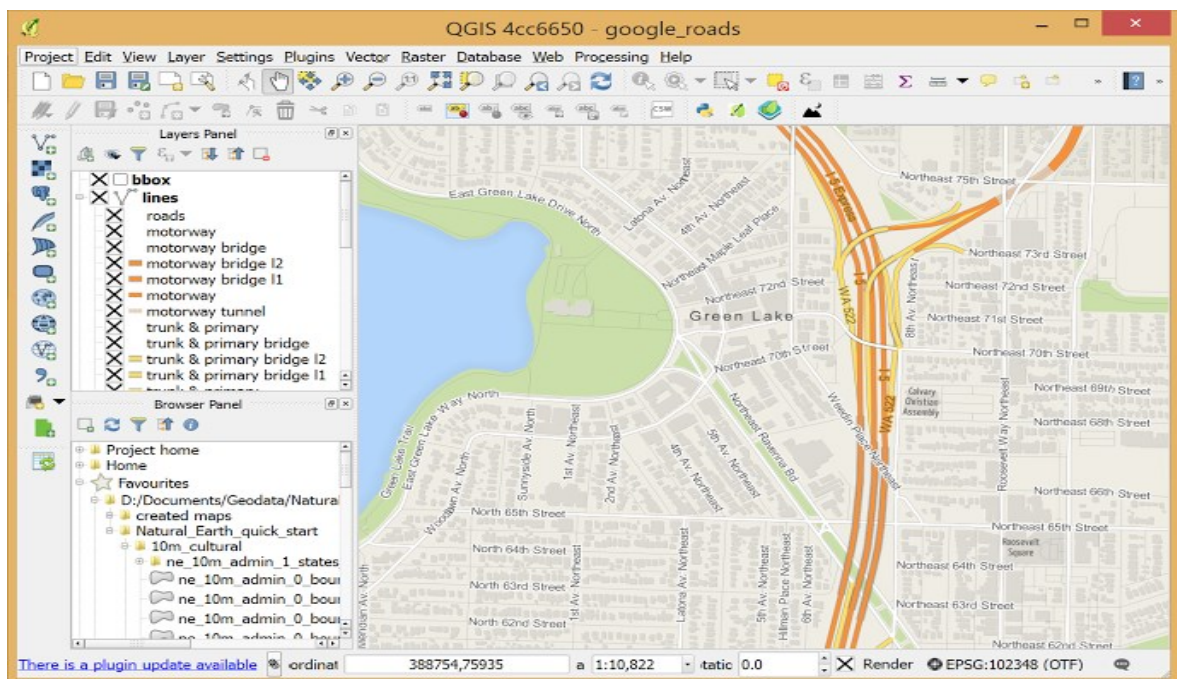 QGIS 4cc6650 - google_roads
Project Edit View Layer Settings Plugins Vector Raster Database Web Processing Help
Layers Panel
bbox
lines
roads
motorway
motorway bridge
motorway bridge l2
motorway bridge l1
motorway
motorway tunnel
trunk & primary
trunk & primary bridge
trunk & primary bridge l2
trunk & primary bridge l1
Browser Panel
Project home
Home
Favourites
D:/Documents/Geodata/Natural
created maps
Natural_Earth_quick_start
10m_cultural
ne_10m_admin_1_states
ne_10m_admin_0_bour
ne_10m_admin_0_bour
ne_10m_admin_0_bour
ne_10m_admin_0_bou
CSW
East Green Lake Drive North
Latona Av. Northeast
4th Av. Northeast
Northeast Maple Leaf Place
I 5 Express
Northeast 75th Street
Northeast 73rd Street
Northeast 72nd Street
Northeast 72nd Street
I 5
WA 522
8th Av. Northeast
Green Lake
Northeast 71st Street
Northeast 70th Street
Northeast 70th Street
I 5
WA 522
Calvary
Christian
Assembly
Northeast 69th Street
Northeast 68th Street
Roosevelt Way Northeast
Weedin Place Northeast
Northeast Ravenna Bd
East Green Lake Way North
Green Lake Trail
Woodlawn Av. North
Sunnyside Av. North
1st Av. Northeast
2nd Av. Northeast
4th Av. Northeast
5th Av. Northeast
Northeast 66th Street
North 65th Street
Northeast 65th Street
Roosevelt
Square
North 64th Street
Northeast 64th Street
North 63rd Street
Northeast 63rd Street
North 62nd Street
Northeast 62nd Street
Meridian Av. North
1st Av. Northeast
Latona Av. Northeast
5th Av. Northeast
Hillman Place Northeast
6th Av. Northeast
There is a plugin update available ordinat 388754,75935 a 1:10,822 tatic 0.0 Render EPSG:102348 (OTF)